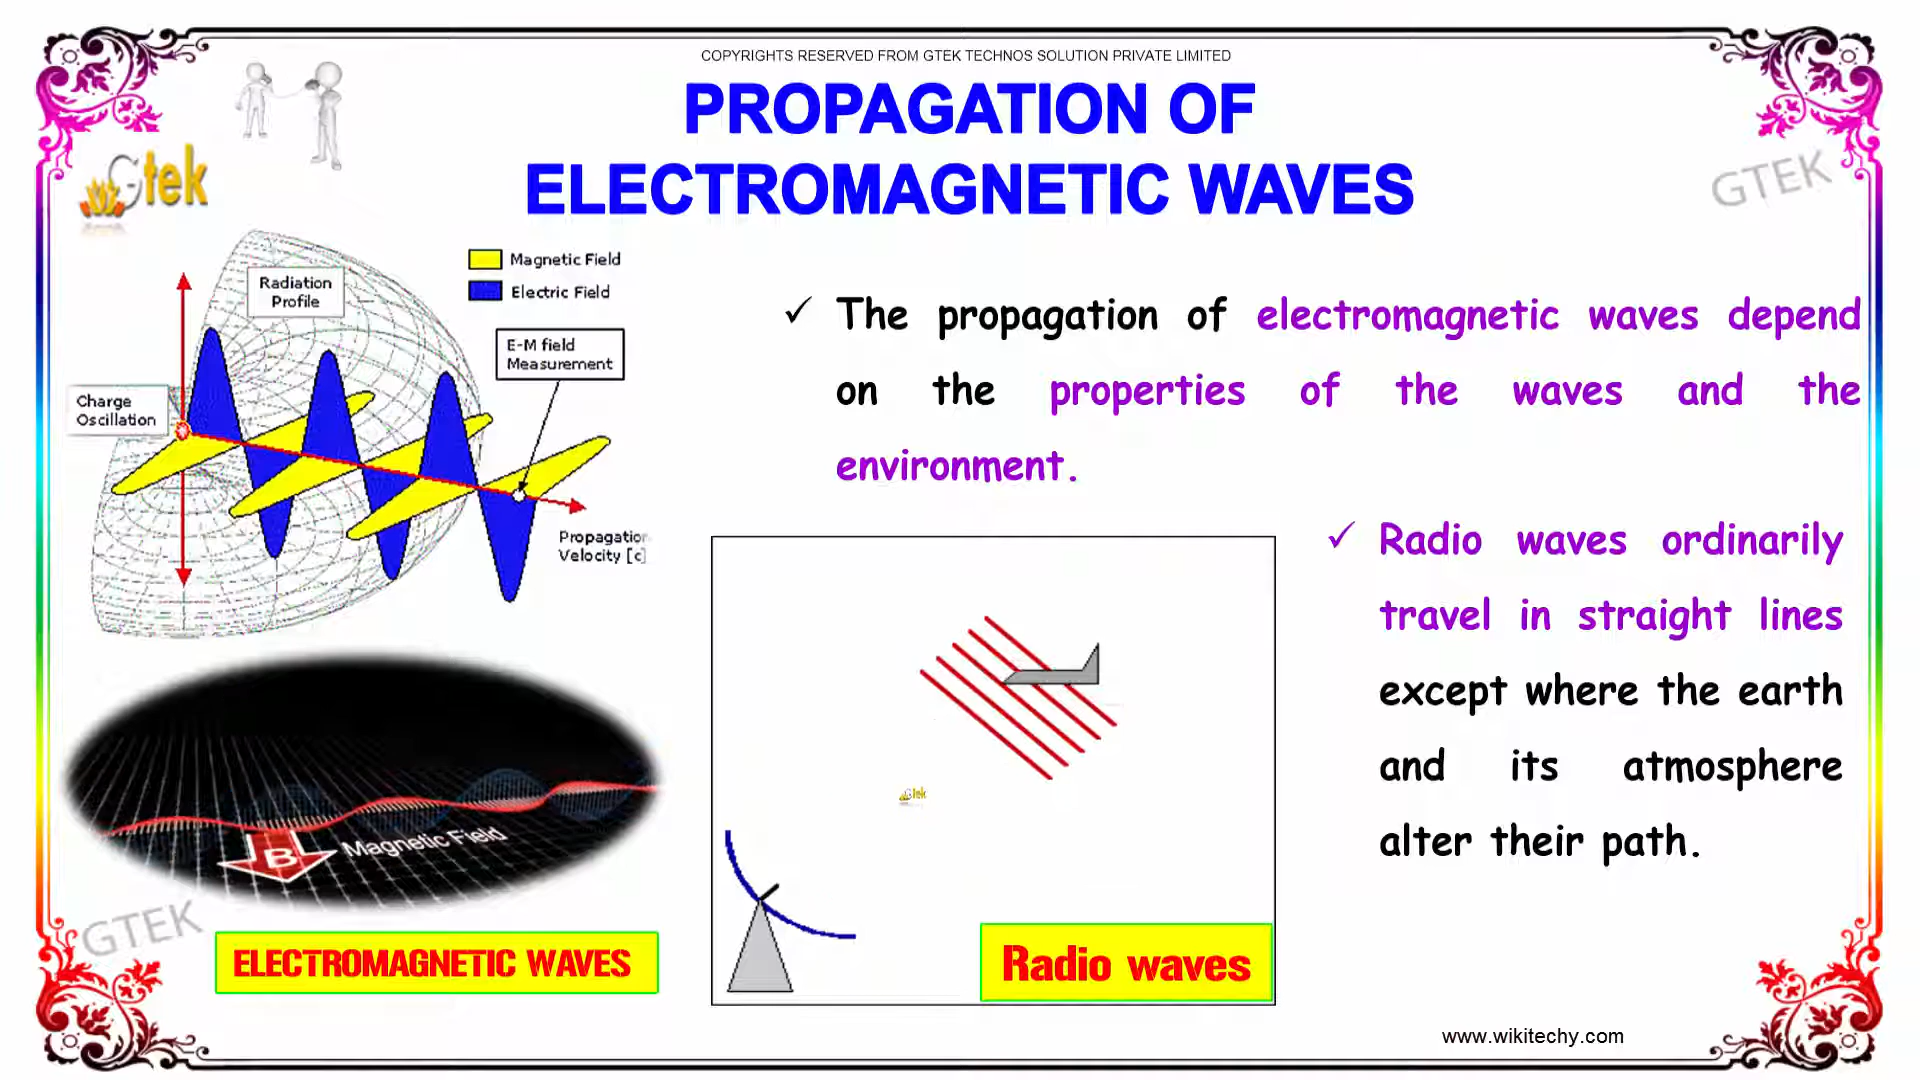 COPYRIGHTS RESERVED FROM GTEK TECHNOS SOLUTION PRIVATE LIMITED
PROPAGATION OF
ELECTROMAGNETIC WAVES
Gtek
GTEK
Magnetic Field
Electric Field
Radiation
Profile
E-M field
Measurement
Charge
Oscillation
Propagation
Velocity [c]
✓ The propagation of electromagnetic waves depend
on the properties of the waves and the
environment.
✓ Radio waves ordinarily
travel in straight lines
except where the earth
and its atmosphere
alter their path.
Gtek
B
Magnetic Field
GTEK
ELECTROMAGNETIC WAVES
Radio waves
www.wikitechy.com